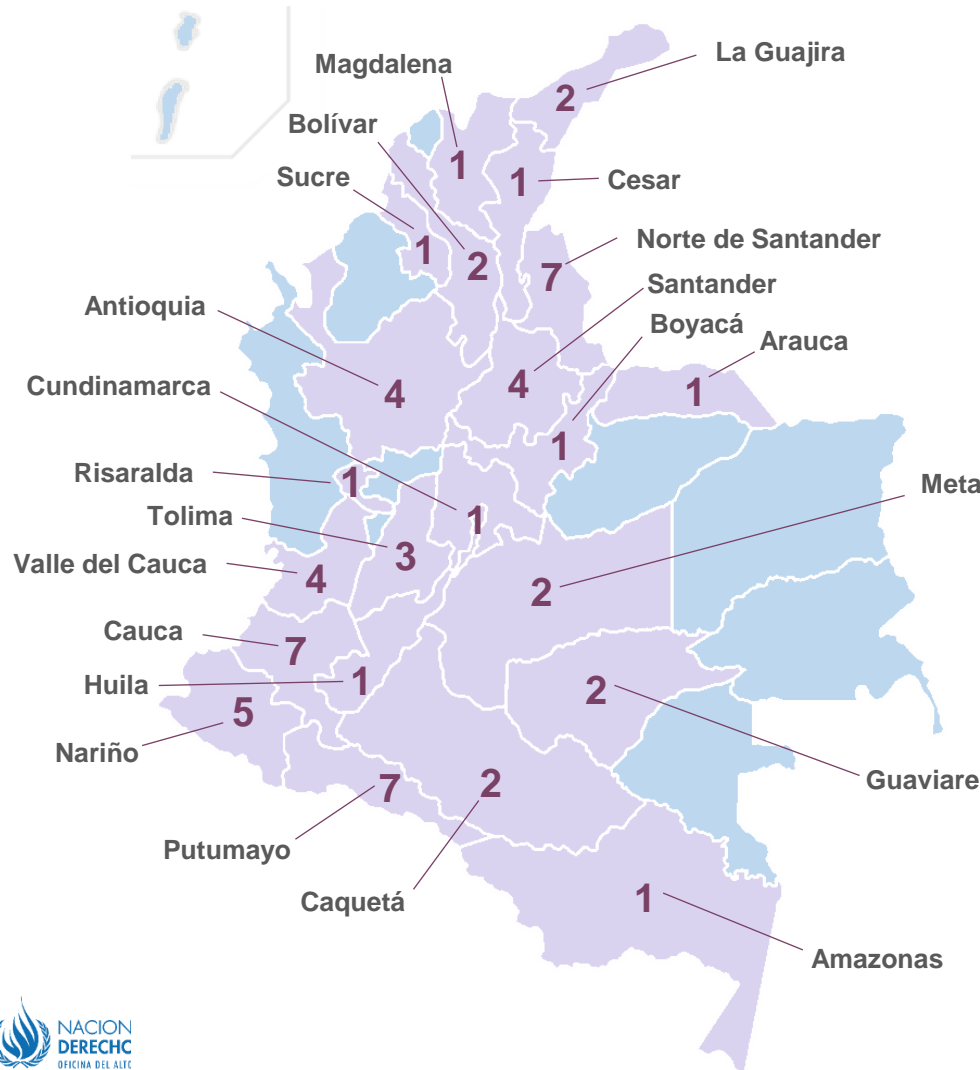 La Guajira
Magdalena
2
Bolívar
1
1
Sucre
Cesar
1
Norte de Santander
2
7
Santander
Antioquia
Boyacá
Arauca
Cundinamarca
4
4
1
1
Risaralda
1
Meta
Tolima
1
3
Valle del Cauca
4
2
Cauca
7
Huila
1
2
5
Nariño
Guaviare
7
2
Putumayo
Caquetá
1
Amazonas
NACION
DERECHO
OFICINA DEL ALTO